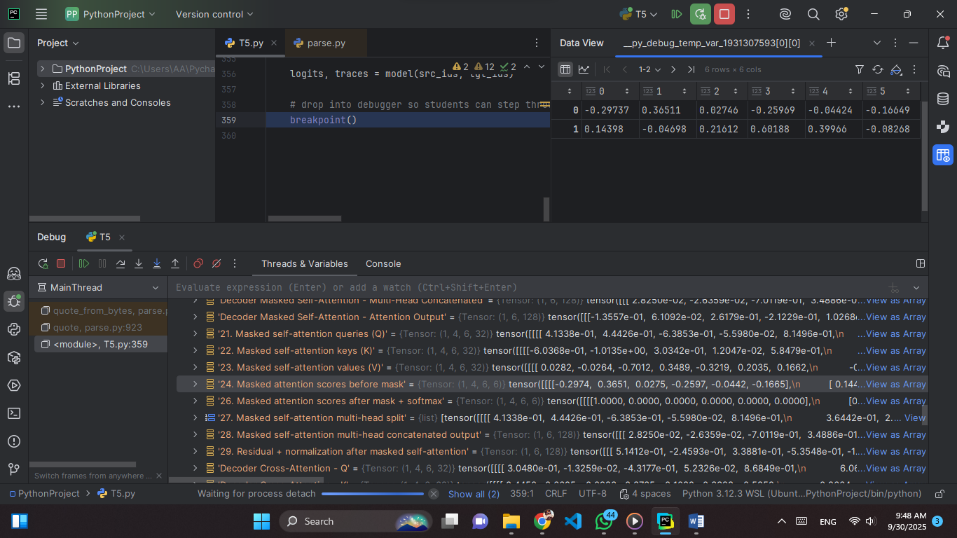 PP PythonProject Version control T5
Project T5.py parse.py Data View __py_debug_temp_var_1931307593[0][0]
PythonProject C:\Users\AA\Pycha
External Libraries
Scratches and Consoles
2 12 2
356 logits, traces = model(src_ids, tgt_ids)
357
358 # drop into debugger so students can step thr
359 breakpoint()
360
1-2 6 rows × 6 cols
0 1 2 3 4 5
0 -0.29737 0.36511 0.02746 -0.25969 -0.04424 -0.16649
1 0.14398 -0.04698 0.21612 0.60188 0.39966 -0.08268
Debug T5
Threads & Variables Console
MainThread
Evaluate expression (Enter) or add a watch (Ctrl+Shift+Enter)
quote_from_bytes, parse.p
quote, parse.py:923
<module>, T5.py:359
'Decoder Masked Self-Attention - Multi-Head Concatenated' = {Tensor: (1, 6, 128)} tensor([[[ 2.8250e-02, -2.6359e-02, -7.0119e-01, 3.4886e-0 ...View as Array
'Decoder Masked Self-Attention - Attention Output' = {Tensor: (1, 6, 128)} tensor([[[-1.3557e-01, 6.1092e-02, 2.6179e-01, -2.1229e-01, 1.0268e ...View as Array
'21. Masked self-attention queries (Q)' = {Tensor: (1, 4, 6, 32)} tensor([[[[ 4.1338e-01, 4.4426e-01, -6.3853e-01, -5.5980e-02, 8.1496e-01,\n ...View as Array
'22. Masked self-attention keys (K)' = {Tensor: (1, 4, 6, 32)} tensor([[[[-6.0368e-01, -1.0135e+00, 3.0342e-01, 1.2047e-02, 5.8479e-01,\n ...View as Array
'23. Masked self-attention values (V)' = {Tensor: (1, 4, 6, 32)} tensor([[[[ 0.0282, -0.0264, -0.7012, 0.3489, -0.3219, 0.2035, 0.1662,\n -0 ...View as Array
'24. Masked attention scores before mask' = {Tensor: (1, 4, 6, 6)} tensor([[[[-0.2974, 0.3651, 0.0275, -0.2597, -0.0442, -0.1665],\n [ 0.144 ...View as Array
'26. Masked attention scores after mask + softmax' = {Tensor: (1, 4, 6, 6)} tensor([[[[1.0000, 0.0000, 0.0000, 0.0000, 0.0000, 0.0000],\n [0. ...View as Array
'27. Masked self-attention multi-head split' = {list} [tensor([[[[ 4.1338e-01, 4.4426e-01, -6.3853e-01, -5.5980e-02, 8.1496e-01,\n 3.6442e-01, 2. ... View
'28. Masked self-attention multi-head concatenated output' = {Tensor: (1, 6, 128)} tensor([[[ 2.8250e-02, -2.6359e-02, -7.0119e-01, 3.4886e-01 ...View as Array
'29. Residual + normalization after masked self-attention' = {Tensor: (1, 6, 128)} tensor([[[ 5.1412e-01, -2.4593e-01, 3.3881e-01, -5.3548e-01, -1 ...View as Array
'Decoder Cross-Attention - Q' = {Tensor: (1, 4, 6, 32)} tensor([[[[ 3.0480e-01, -1.3259e-02, -4.3177e-01, 5.2326e-02, 8.6849e-01,\n 6.0 ...View as Array
Switch frames from anywhere ...
PythonProject > T5.py Waiting for process detach Show all (2) 359:1 CRLF UTF-8 4 spaces Python 3.12.3 WSL (Ubunt...PythonProject/bin/python)
Search 44 ENG 9:48 AM
9/30/2025 3